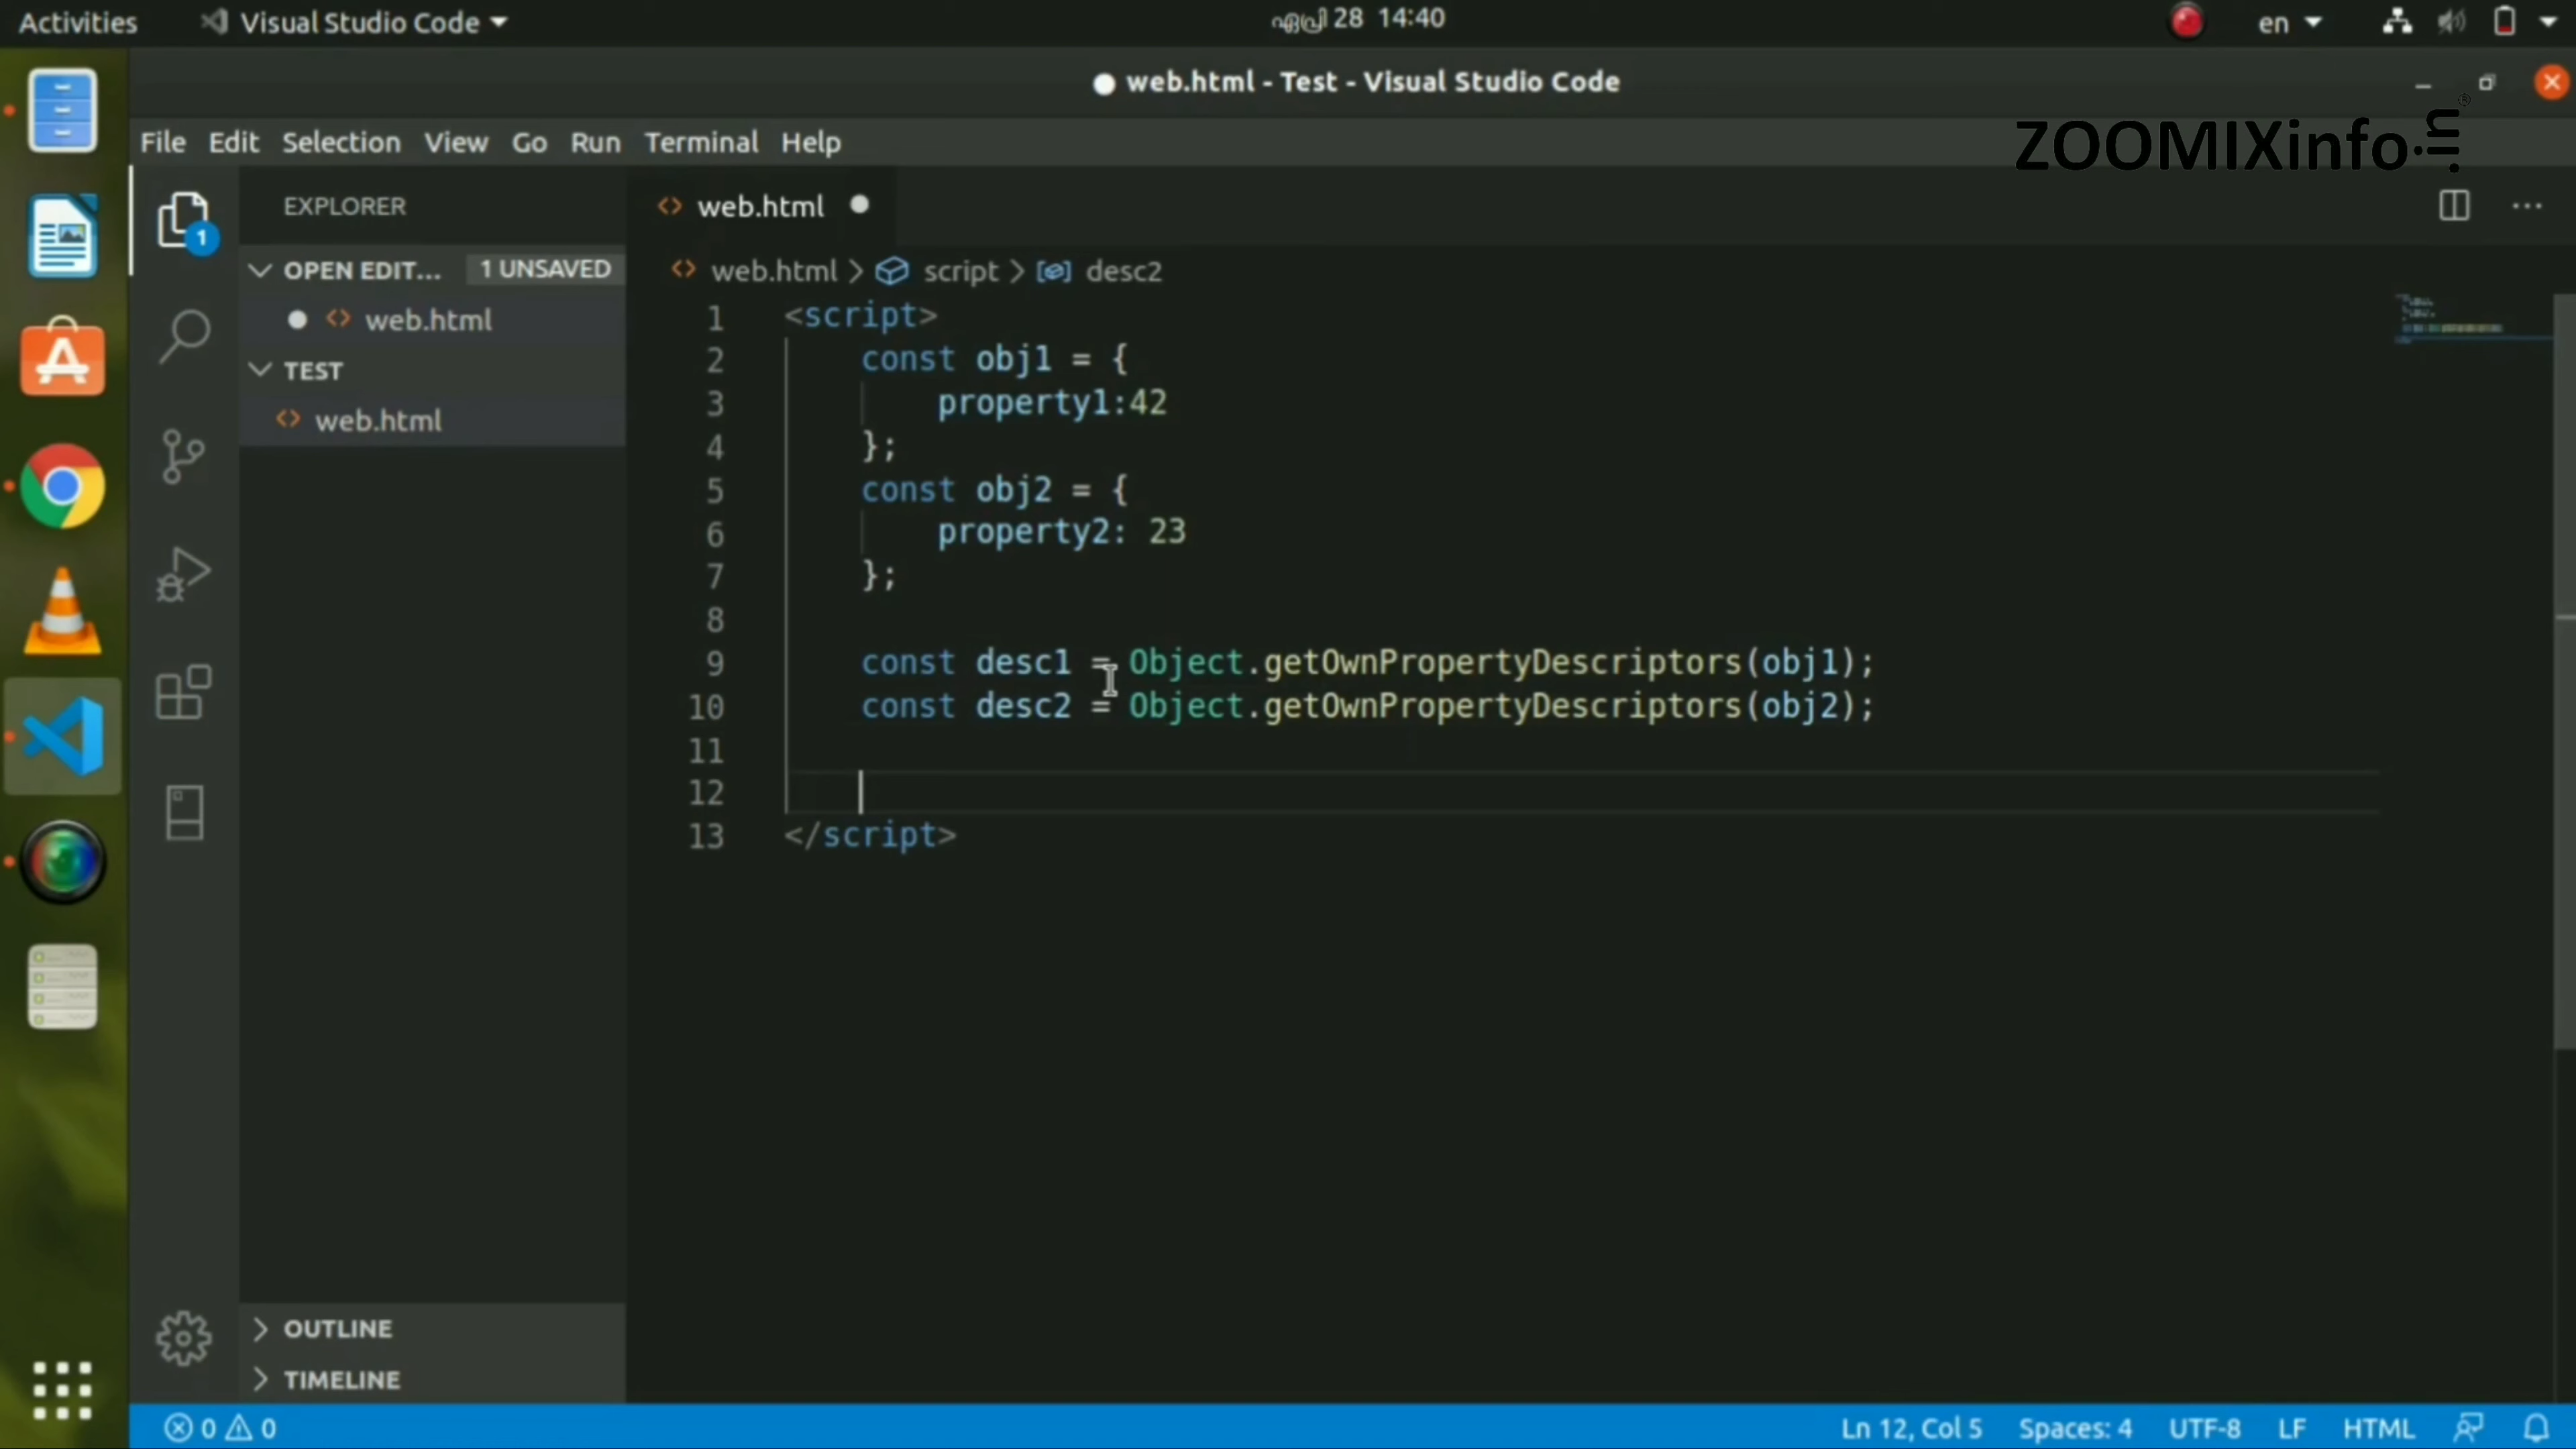 Activities Visual Studio Code ഏപ്രി 28 14:40 en
web.html - Test - Visual Studio Code
File Edit Selection View Go Run Terminal Help
ZOOMIXinfo.in®
EXPLORER
web.html
1
OPEN EDIT... 1 UNSAVED
web.html > script > desc2
web.html
TEST
web.html
1 <script>
2 const obj1 = {
3 property1:42
4 };
5 const obj2 = {
6 property2: 23
7 };
8
9 const desc1 = Object.getOwnPropertyDescriptors(obj1);
10 const desc2 = Object.getOwnPropertyDescriptors(obj2);
11
12
13 </script>
OUTLINE
TIMELINE
0 0 Ln 12, Col 5 Spaces: 4 UTF-8 LF HTML